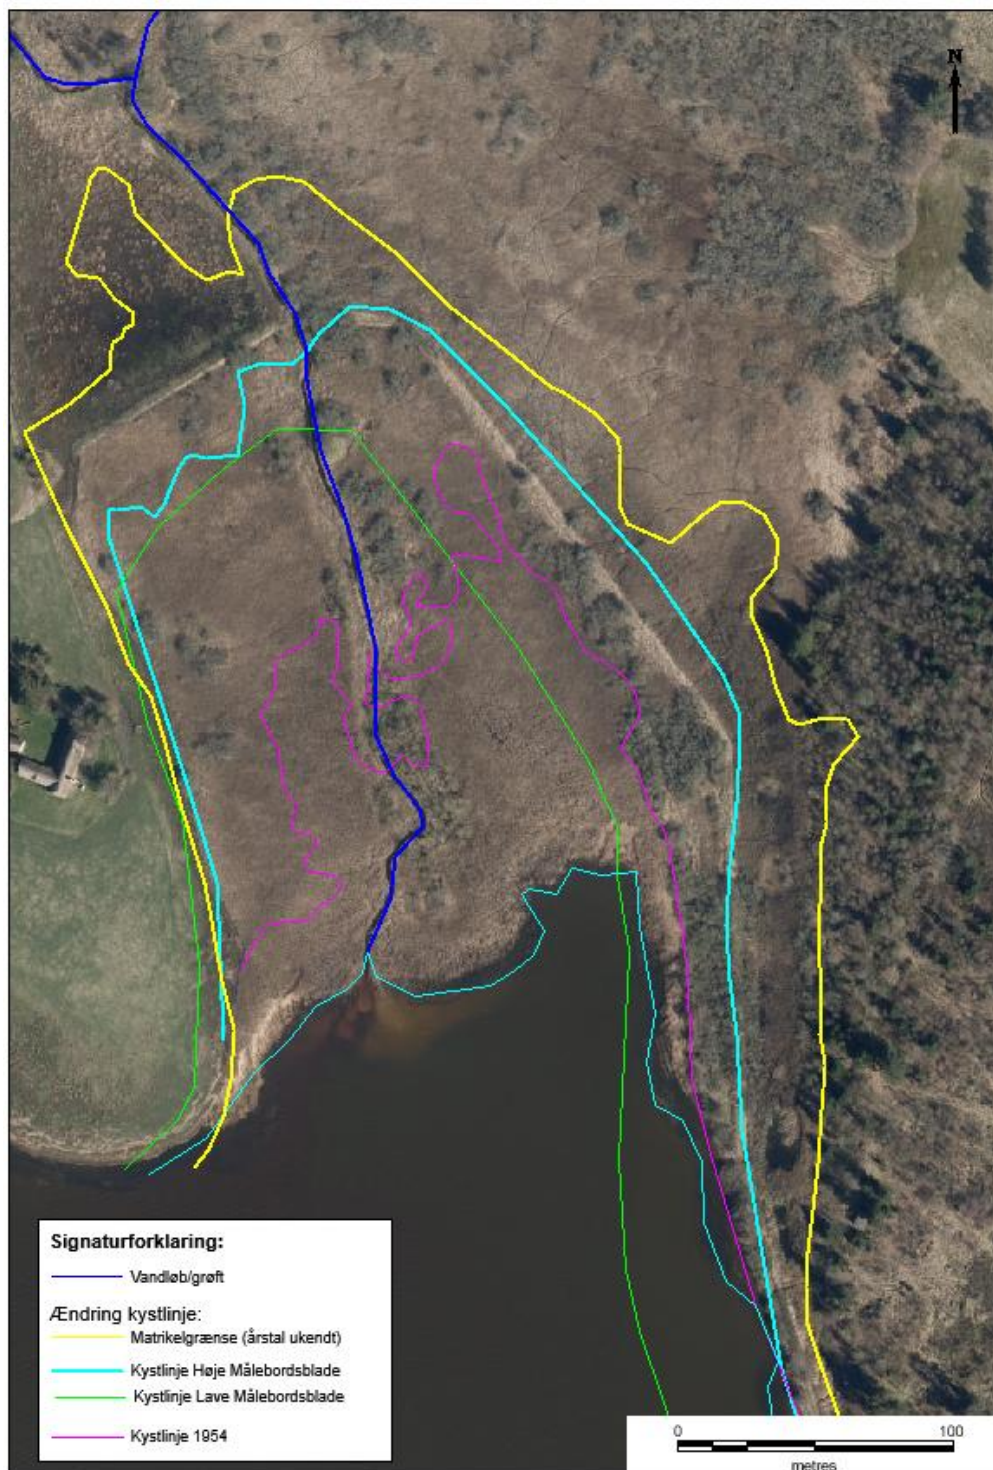 N
Signaturforklaring:
Vandløb/grøft
Ændring kystlinje:
Matrikelgrænse (årstal ukendt)
Kystlinje Høje Målebordsblade
Kystlinje Lave Målebordsblade
Kystlinje 1954
0 100
metres